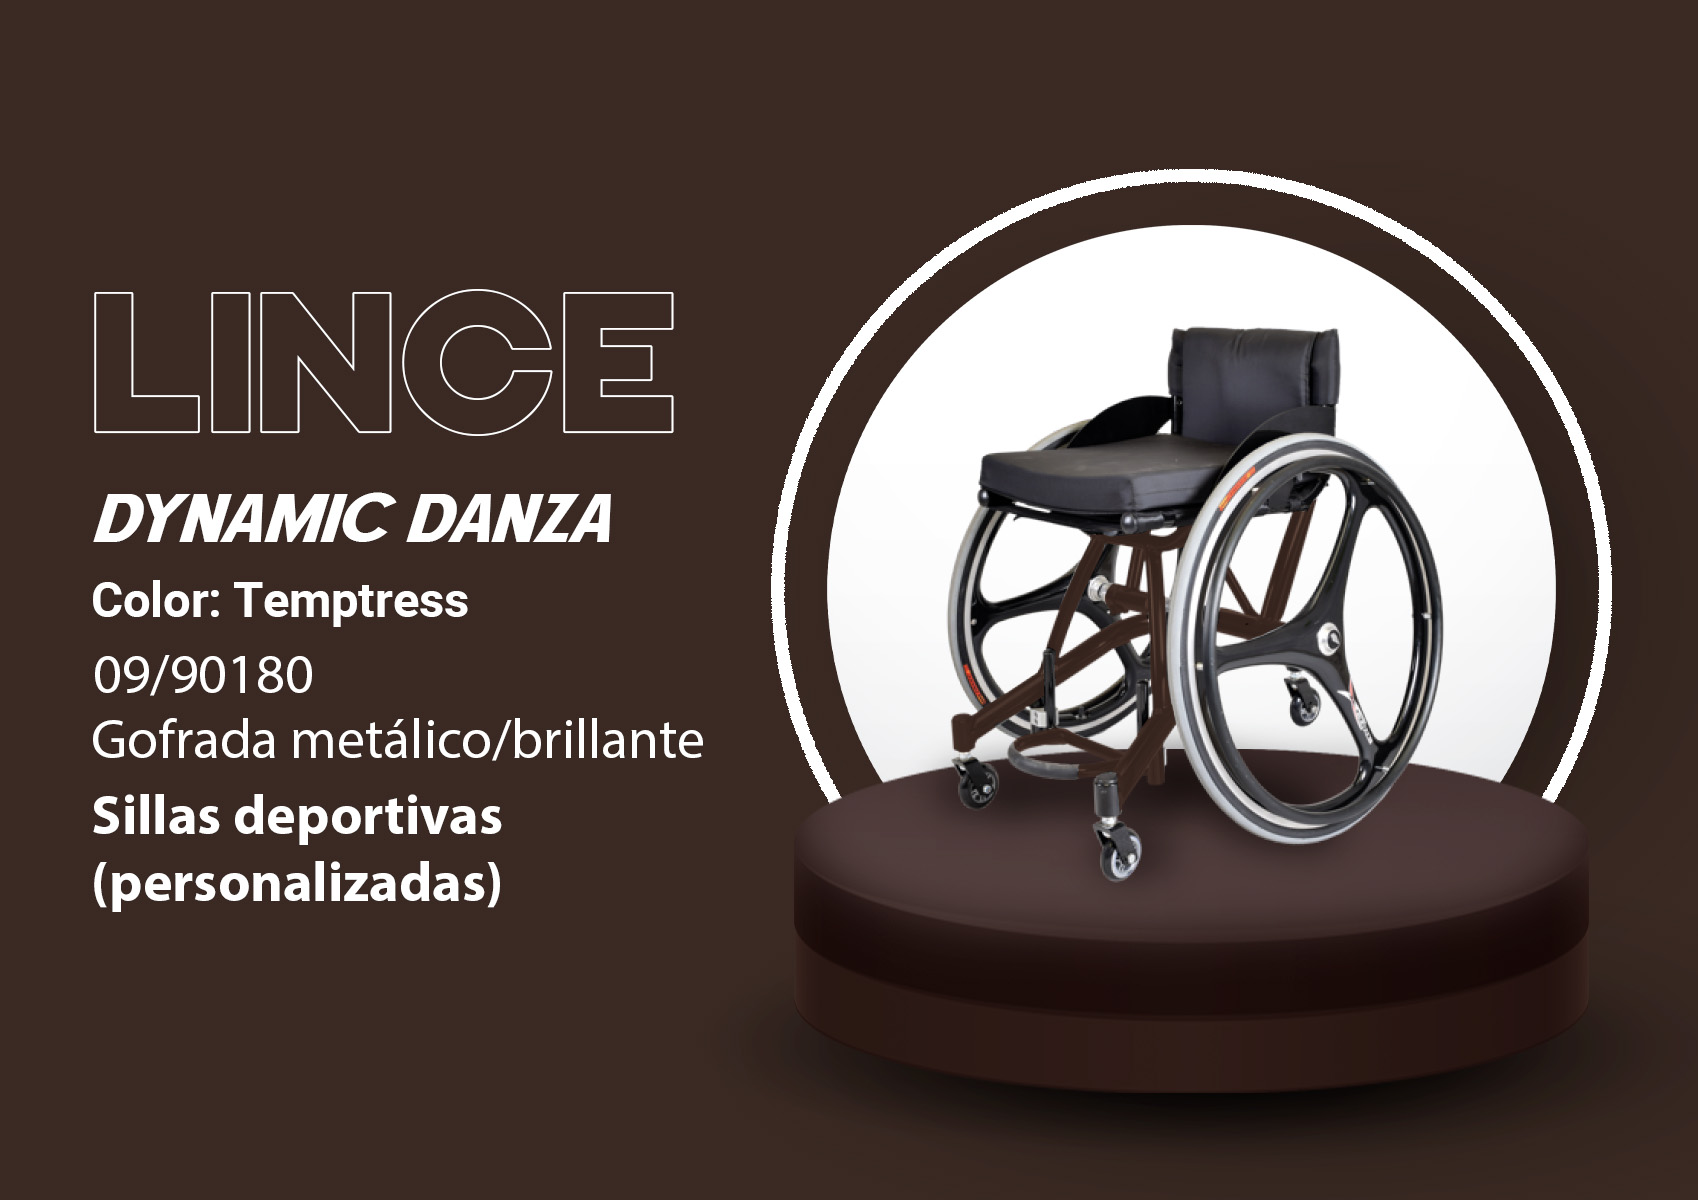 LINCE
DYNAMIC DANZA
Color: Temptress
09/90180
Gofrada metálico/brillante
Sillas deportivas
(personalizadas)